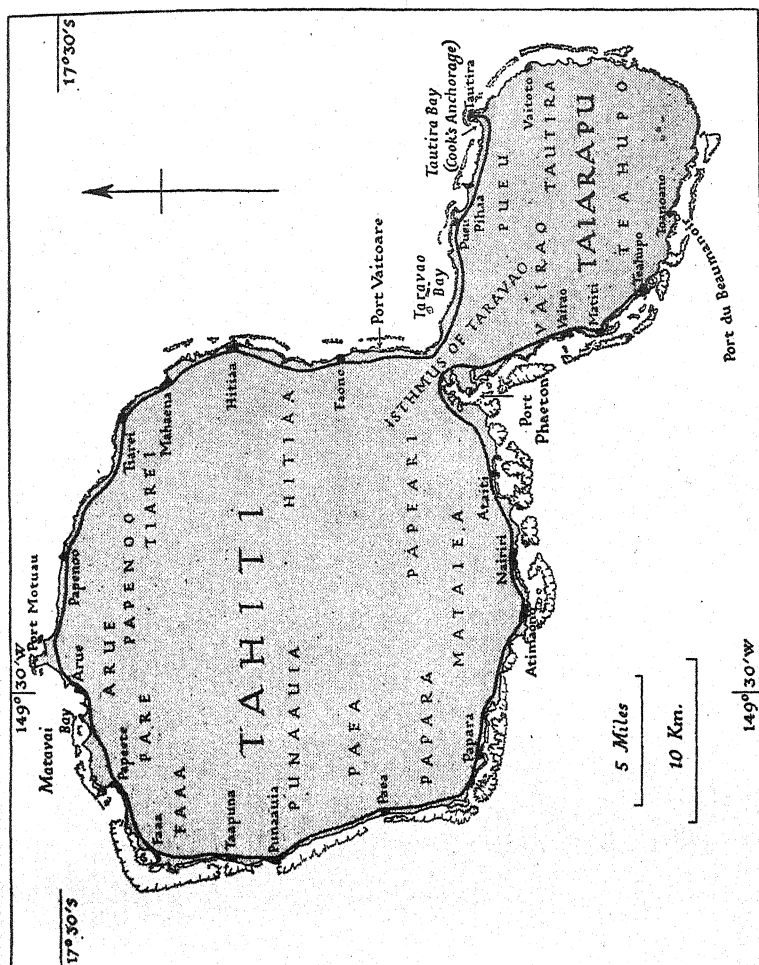 149°30'W
Port Motuau
17°30'S
17°30'S
Matavai
Bay
Arue
Papenoo
Papeete
ARUE
Tiarei
PARE
PAPENOO
TIAREI
Mahaena
Faaa
FAAA
Taapuna
TAHITI
Hitiaa
Punaauia
PUNAAUIA
HITIAA
Faone
Port Vaitoare
PAEA
Paea
Taravao
Bay
Tautira Bay
(Cook's Anchorage)
Tautira
ISTHMUS OF TARAVAO
PAPEARI
PAPARA
MATAIEA
Papara
Pueu
Pihaa
PUEU
Vaitoto
Ataiti
Nairiri
Atimaono
Port
Phaeton
VAIRAO
TAUTIRA
Vairao
TAIARAPU
Matiti
TEAHUPO
Teahupo
Toanoano
Port du Beaumanoir
5 Miles
10 Km.
149°30'W